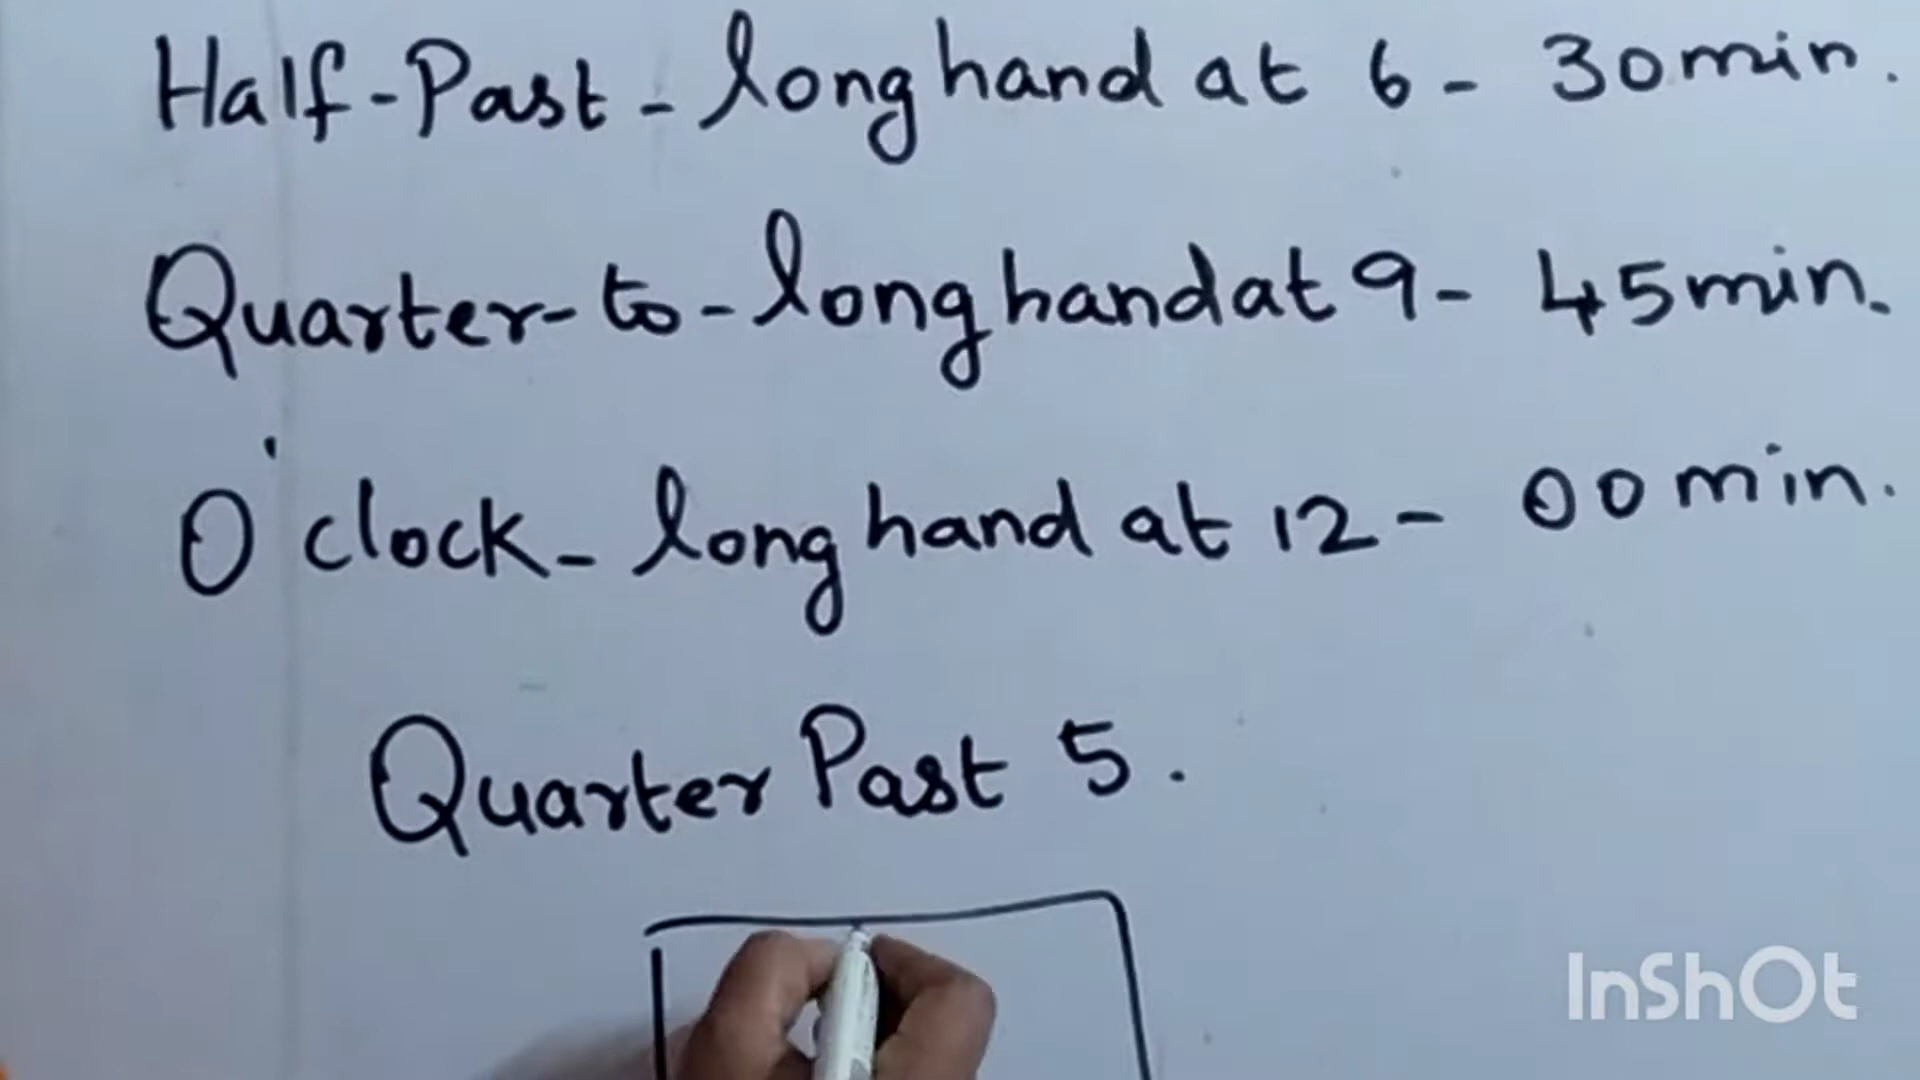 Half-Past - long hand at 6 - 30 min.
Quarter-to - long hand at 9 - 45 min.
O'clock - long hand at 12 - 00 min.
Quarter Past 5.
InShOt